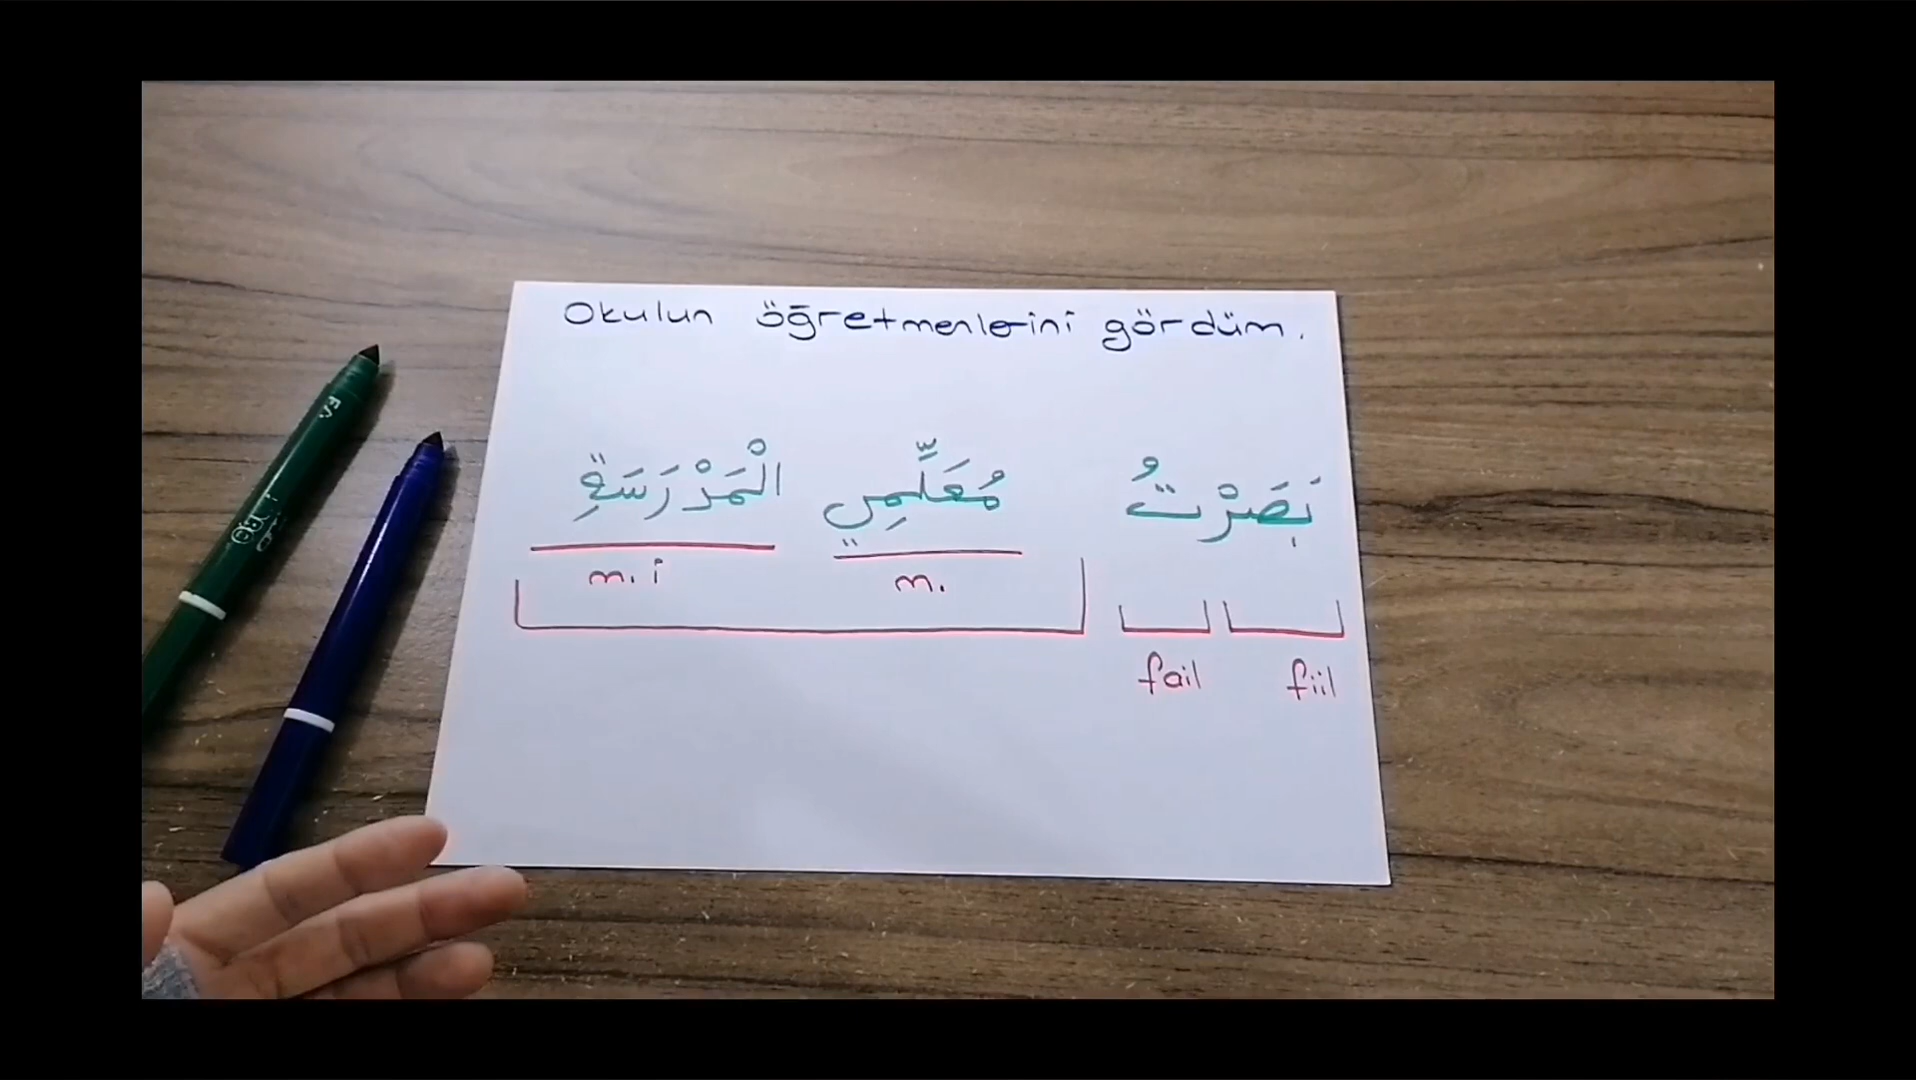 Okulun öğretmenlerini gördüm.
بَصَرْتُ مُعَلِّمِي الْمَدْرَسَةِ
m. m. i
fiil fail